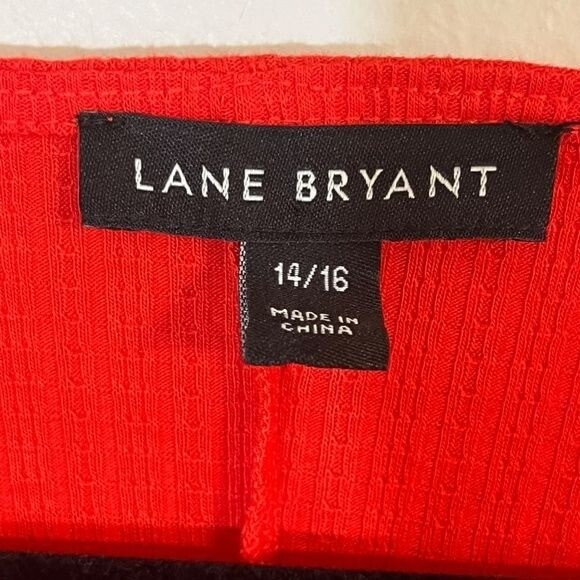 LANE BRYANT
14/16
MADE IN
CHINA